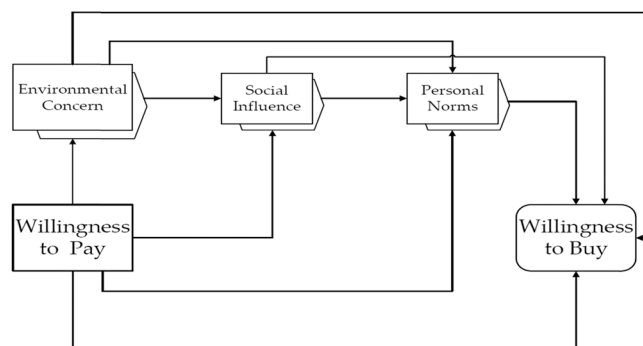 Environmental
Concern
Social
Influence
Personal
Norms
Willingness
to Pay
Willingness
to Buy